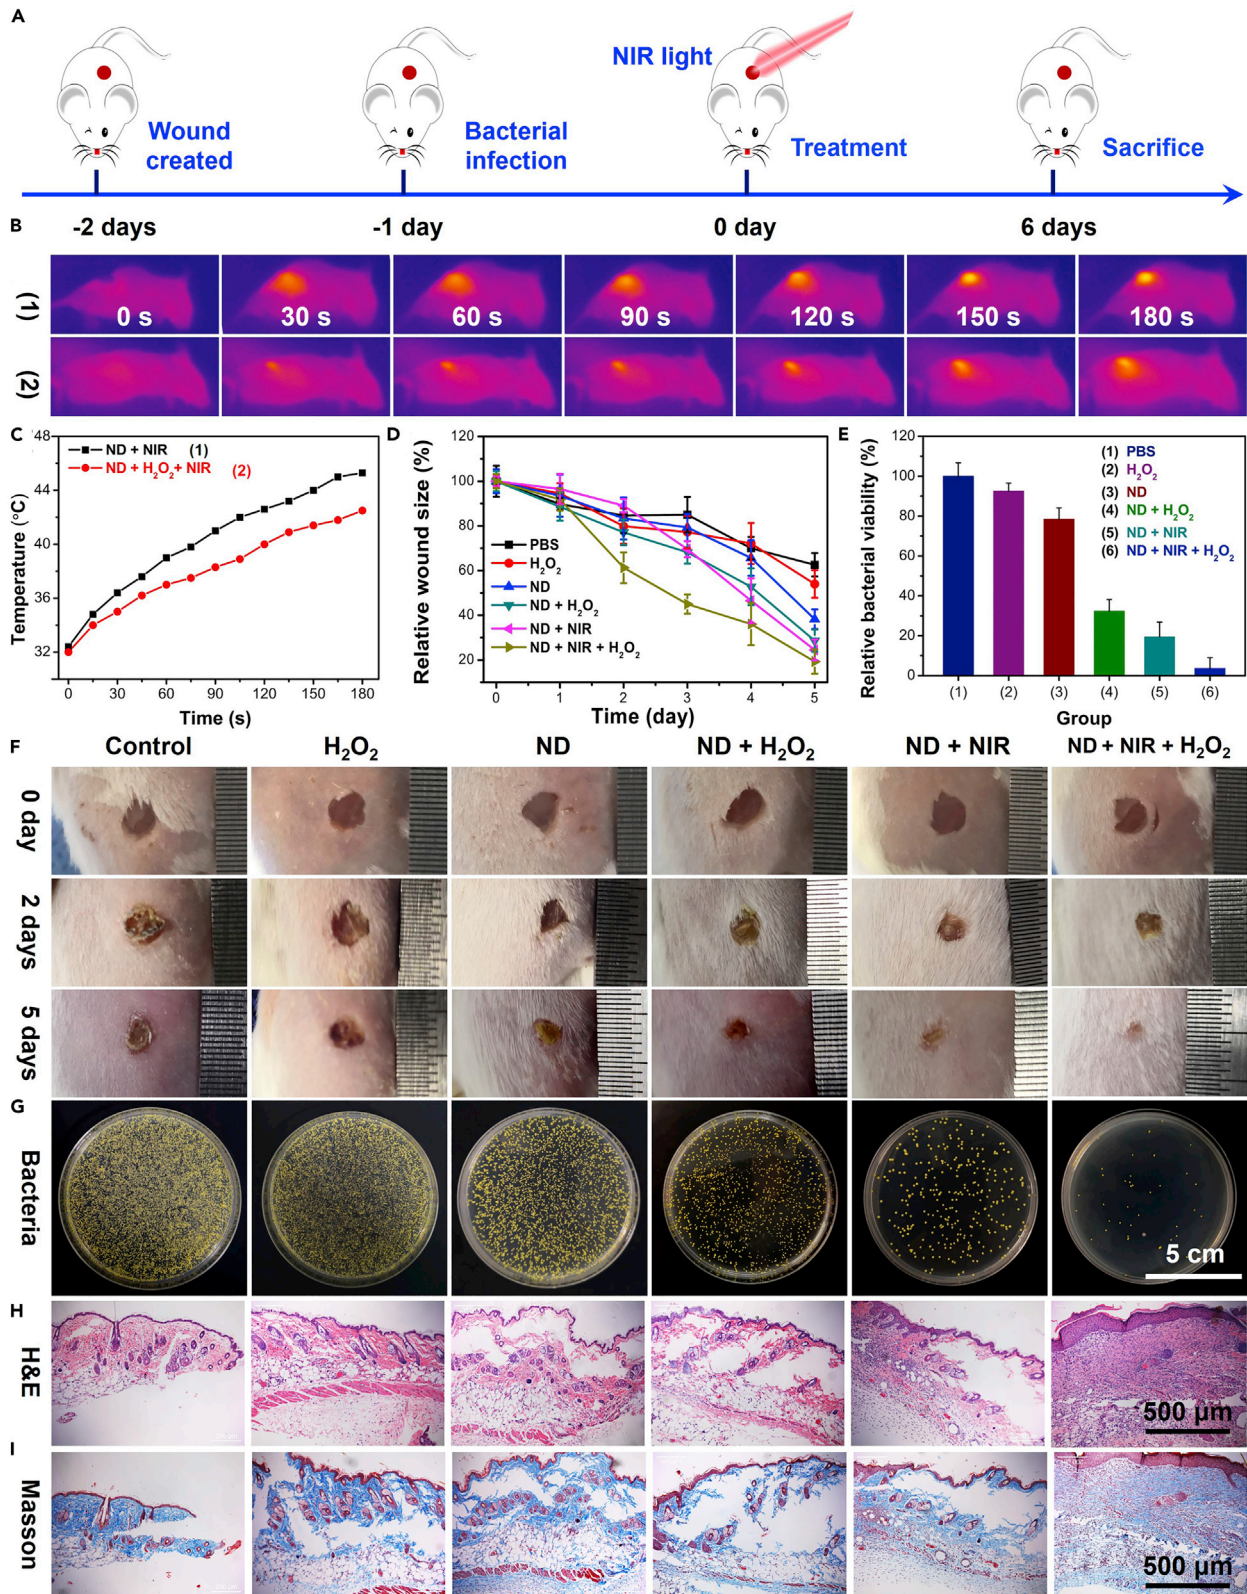 A
NIR light
Wound
created
Bacterial
infection
Treatment
Sacrifice
-2 days
-1 day
0 day
6 days
B
(1)
0 s
30 s
60 s
90 s
120 s
150 s
180 s
(2)
C
48
44
40
36
32
Temperature (°C)
ND + NIR (1)
ND + H₂O₂ + NIR (2)
0 30 60 90 120 150 180
Time (s)
D
120
100
80
60
40
20
Relative wound size (%)
PBS
H₂O₂
ND
ND + H₂O₂
ND + NIR
ND + NIR + H₂O₂
0 1 2 3 4 5
Time (day)
E
120
100
80
60
40
20
0
Relative bacterial viability (%)
(1) PBS
(2) H₂O₂
(3) ND
(4) ND + H₂O₂
(5) ND + NIR
(6) ND + NIR + H₂O₂
(1) (2) (3) (4) (5) (6)
Group
F
Control
H₂O₂
ND
ND + H₂O₂
ND + NIR
ND + NIR + H₂O₂
0 day
2 days
5 days
G
Bacteria
5 cm
H
H&E
500 µm
I
Masson
500 µm